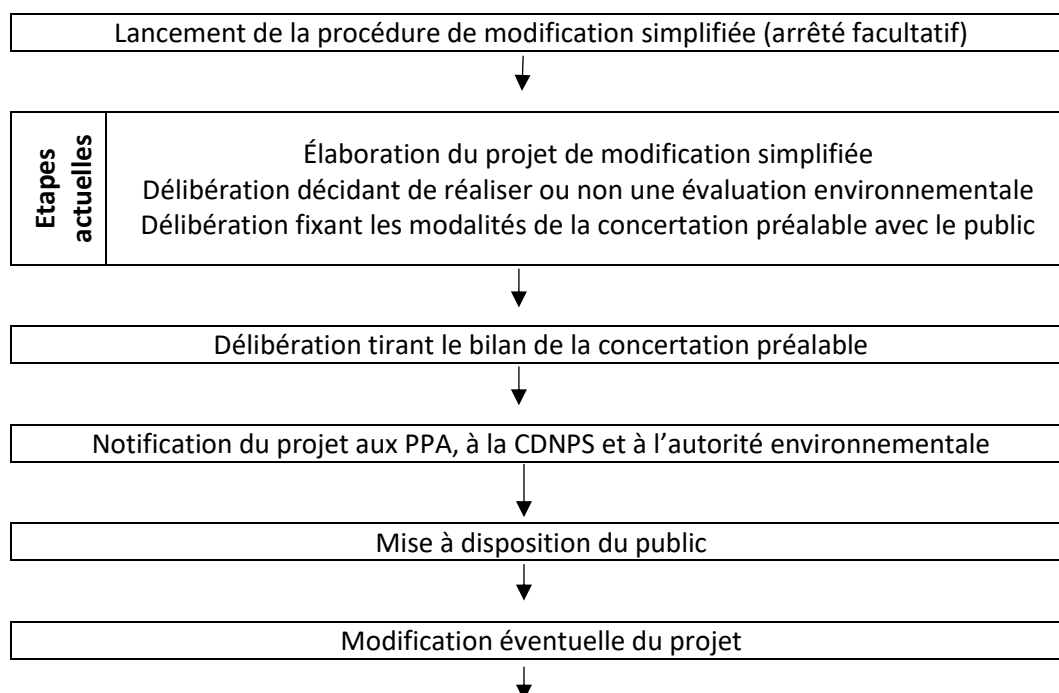 Lancement de la procédure de modification simplifiée (arrêté facultatif)
Etapes
actuelles
Élaboration du projet de modification simplifiée
Délibération décidant de réaliser ou non une évaluation environnementale
Délibération fixant les modalités de la concertation préalable avec le public
Délibération tirant le bilan de la concertation préalable
Notification du projet aux PPA, à la CDNPS et à l’autorité environnementale
Mise à disposition du public
Modification éventuelle du projet